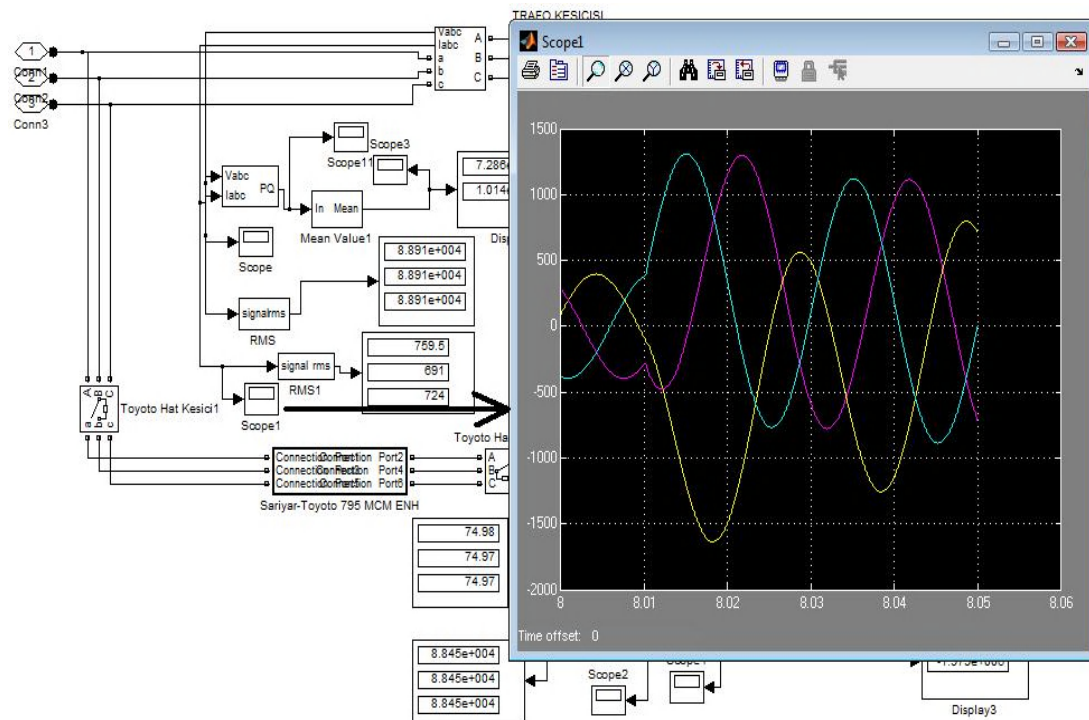 TRAFO KESICISI
Vabc
Iabc
a
b
c
A
B
C
1
Conn1
2
Conn2
3
Conn3
Scope3
Scope11
Vabc
Iabc
PQ
In Mean
Mean Value1
7.286
1.014
Scope
8.891e+004
8.891e+004
8.891e+004
signalrms
RMS
signal rms
RMS1
759.5
691
724
Scope1
A
B
C
a
b
c
Toyoto Hat Kesici1
Toyoto Ha
Connection Port2
Connection Port4
Connection Port6
A
B
C
Sariyar-Toyoto 795 MCM ENH
74.98
74.97
74.97
8.845e+004
8.845e+004
8.845e+004
Scope2
Display3
Scope1
1500
1000
500
0
-500
-1000
-1500
-2000
8
8.01
8.02
8.03
8.04
8.05
8.06
Time offset: 0